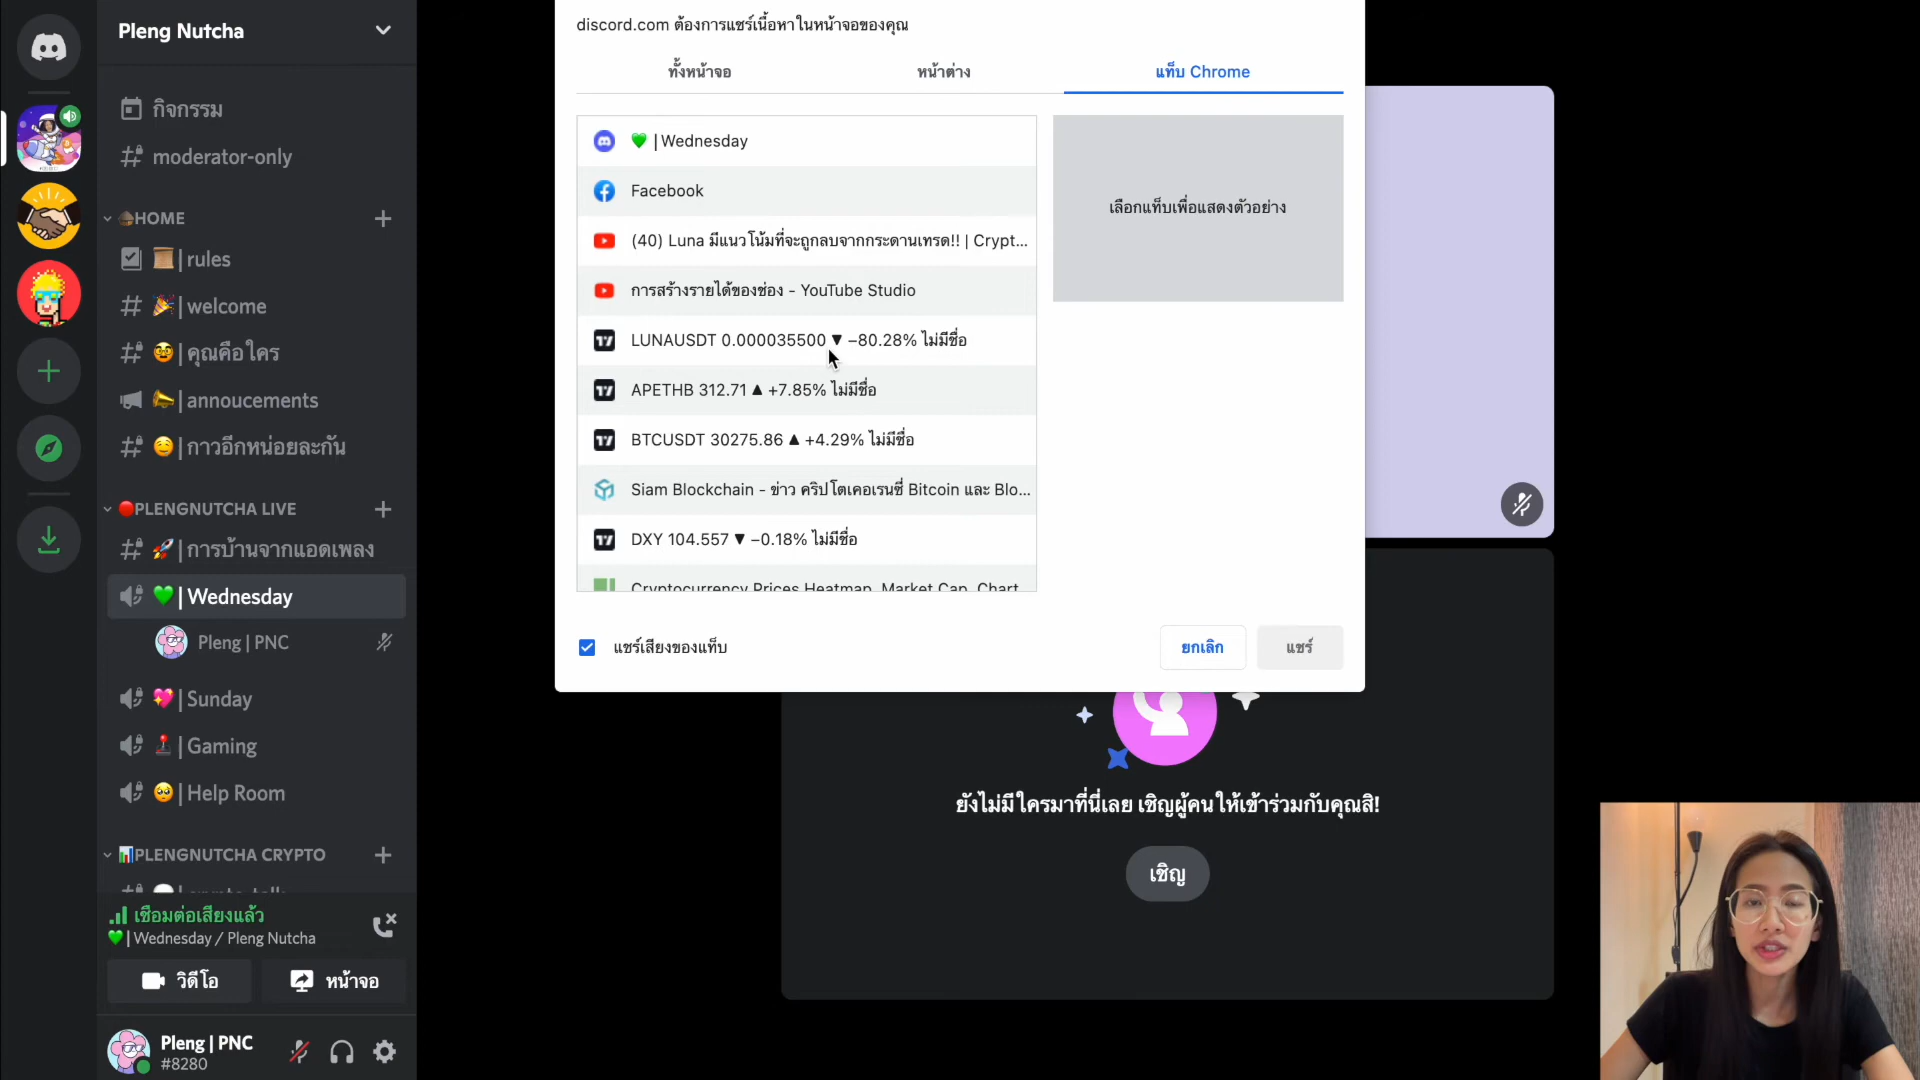 Pleng Nutcha
กิจกรรม
moderator-only
HOME
| rules
| welcome
| คุณคือใคร
| annoucements
| กาวอีกหน่อยละกัน
PLENGNUTCHA LIVE
| การบ้านจากแอดเพลง
| Wednesday
Pleng | PNC
| Sunday
| Gaming
| Help Room
PLENGNUTCHA CRYPTO
เชื่อมต่อเสียงแล้ว
| Wednesday / Pleng Nutcha
วิดีโอ
หน้าจอ
Pleng | PNC
#8280
discord.com ต้องการแชร์เนื้อหาในหน้าจอของคุณ
ทั้งหน้าจอ
หน้าต่าง
แท็บ Chrome
| Wednesday
Facebook
(40) Luna มีแนวโน้มที่จะถูกลบจากกระดานเทรด!! | Crypt...
การสร้างรายได้ของช่อง - YouTube Studio
LUNAUSDT 0.000035500 ▼ −80.28% ไม่มีชื่อ
APETHB 312.71 ▲ +7.85% ไม่มีชื่อ
BTCUSDT 30275.86 ▲ +4.29% ไม่มีชื่อ
Siam Blockchain - ข่าว คริปโตเคอเรนซี่ Bitcoin และ Blo...
DXY 104.557 ▼ −0.18% ไม่มีชื่อ
Cryptocurrency Prices Heatmap, Market Cap, Chart
เลือกแท็บเพื่อแสดงตัวอย่าง
แชร์เสียงของแท็บ
ยกเลิก
แชร์
ยังไม่มีใครมาที่นี่เลย เชิญผู้คนให้เข้าร่วมกับคุณสิ!
เชิญ